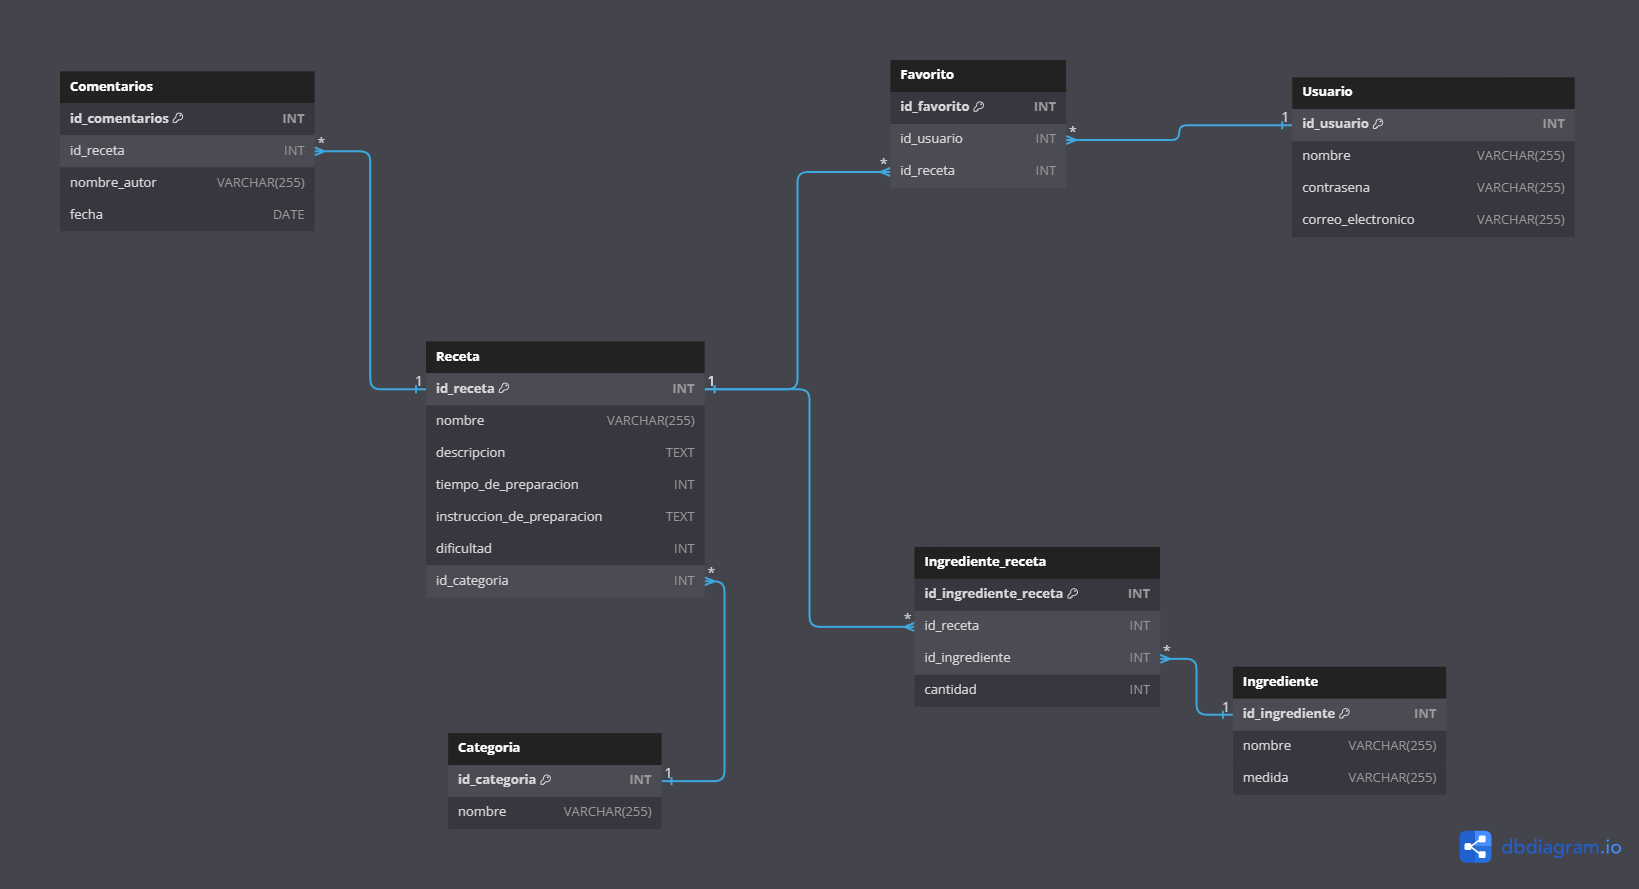 Comentarios
id_comentarios INT
id_receta INT
nombre_autor VARCHAR(255)
fecha DATE
*
1
Favorito
id_favorito INT
id_usuario INT
id_receta INT
*
*
1
Usuario
id_usuario INT
nombre VARCHAR(255)
contrasena VARCHAR(255)
correo_electronico VARCHAR(255)
Receta
id_receta INT
nombre VARCHAR(255)
descripcion TEXT
tiempo_de_preparacion INT
instruccion_de_preparacion TEXT
dificultad INT
id_categoria INT
1
*
Ingrediente_receta
id_ingrediente_receta INT
id_receta INT
id_ingrediente INT
cantidad INT
*
*
1
Ingrediente
id_ingrediente INT
nombre VARCHAR(255)
medida VARCHAR(255)
Categoria
id_categoria INT
nombre VARCHAR(255)
1
dbdiagram.io